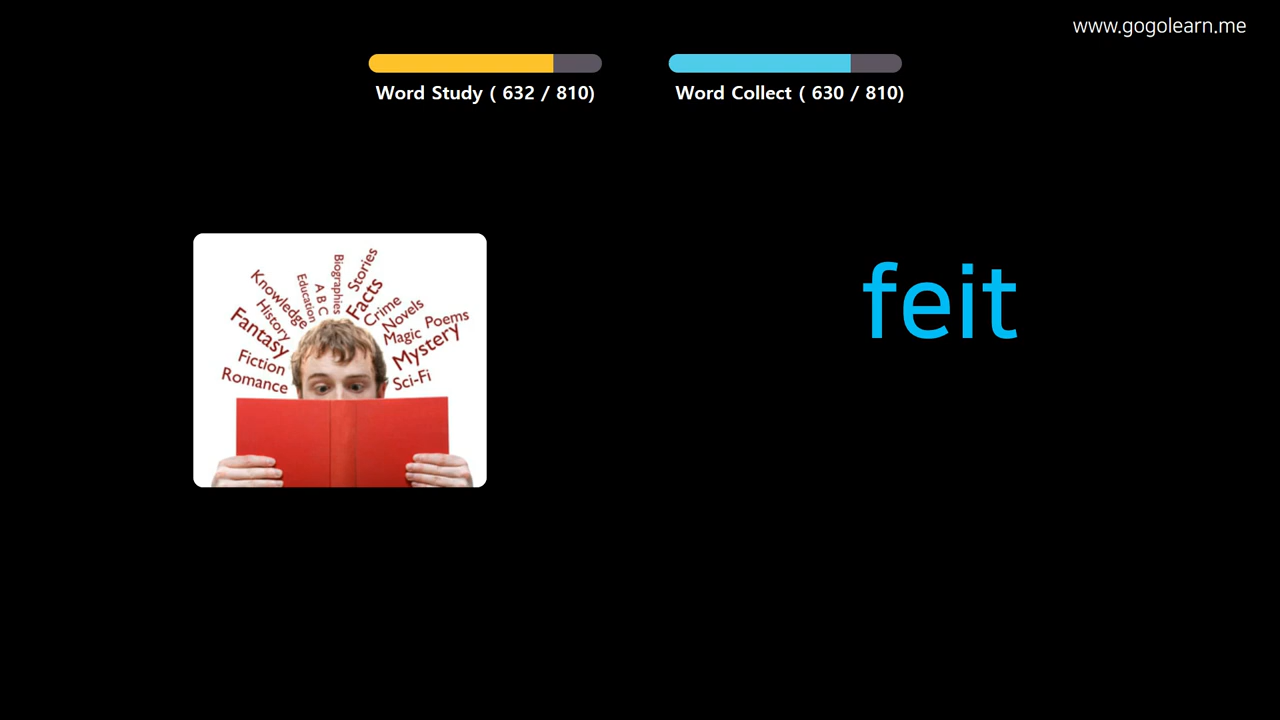 www.gogolearn.me
Word Study ( 632 / 810)
Word Collect ( 630 / 810)
feit
Knowledge
History
Fantasy
Fiction
Romance
Education
A B C
Biographies
Stories
Facts
Crime
Novels
Magic
Poems
Mystery
Sci-Fi